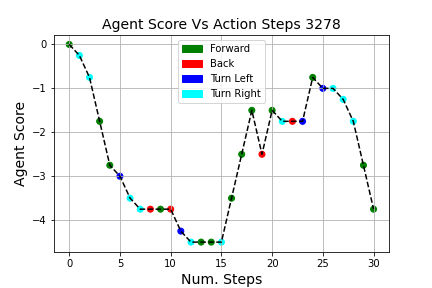 Agent Score Vs Action Steps 3278
Forward
Back
Turn Left
Turn Right
Agent Score
0
−1
−2
−3
−4
0 5 10 15 20 25 30
Num. Steps